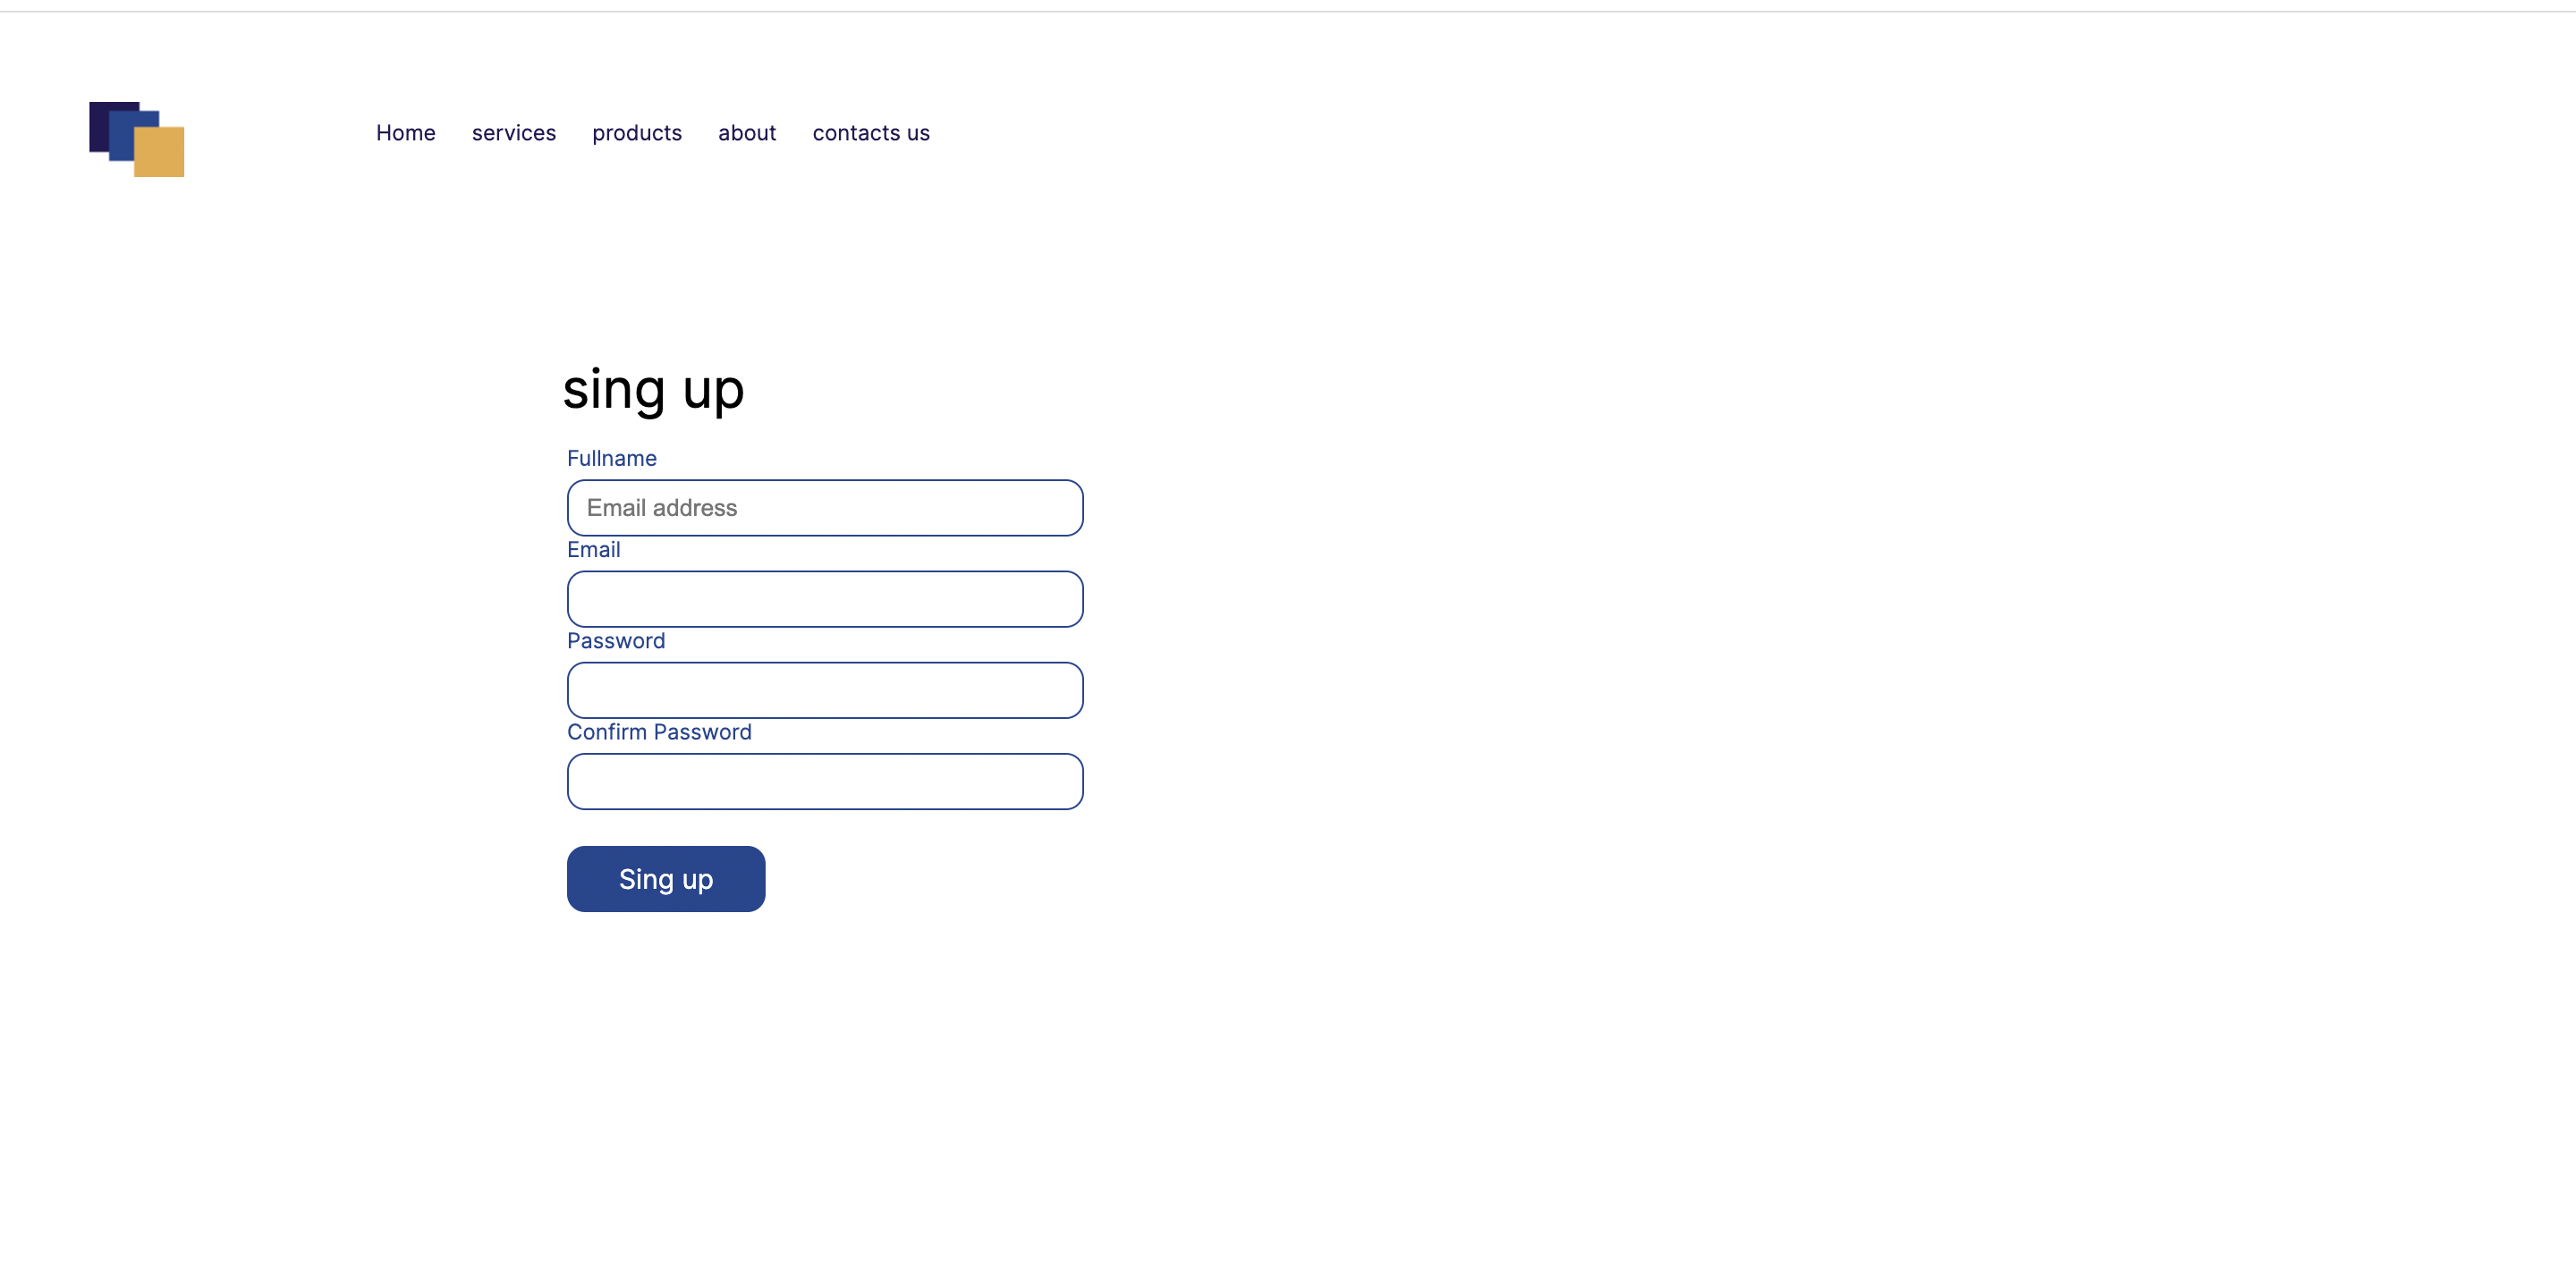 Home services products about contacts us
sing up
Fullname
Email address
Email
Password
Confirm Password
Sing up